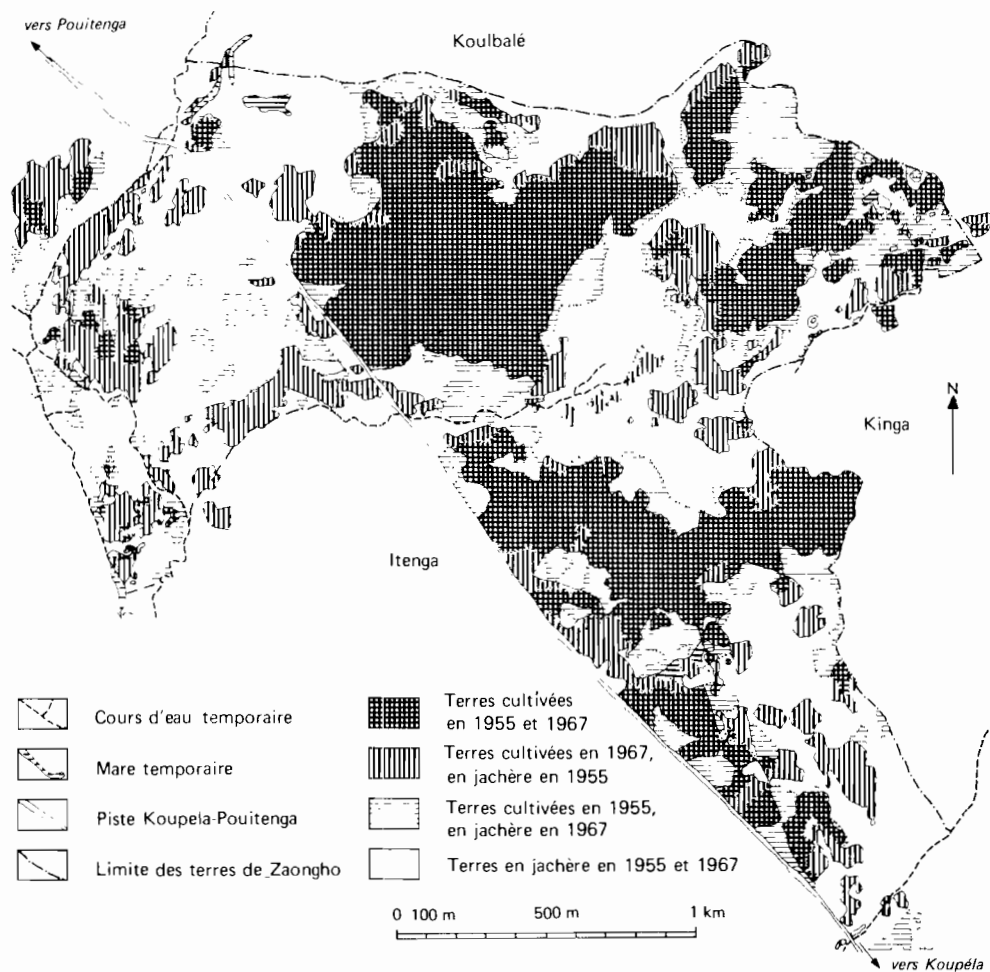 vers Pouitenga
Koulbalé
N
Kinga
Itenga
Cours d'eau temporaire
Mare temporaire
Piste Koupela-Pouitenga
Limite des terres de Zaongho
Terres cultivées
en 1955 et 1967
Terres cultivées en 1967,
en jachère en 1955
Terres cultivées en 1955,
en jachère en 1967
Terres en jachère en 1955 et 1967
0 100 m 500 m 1 km
vers Koupéla